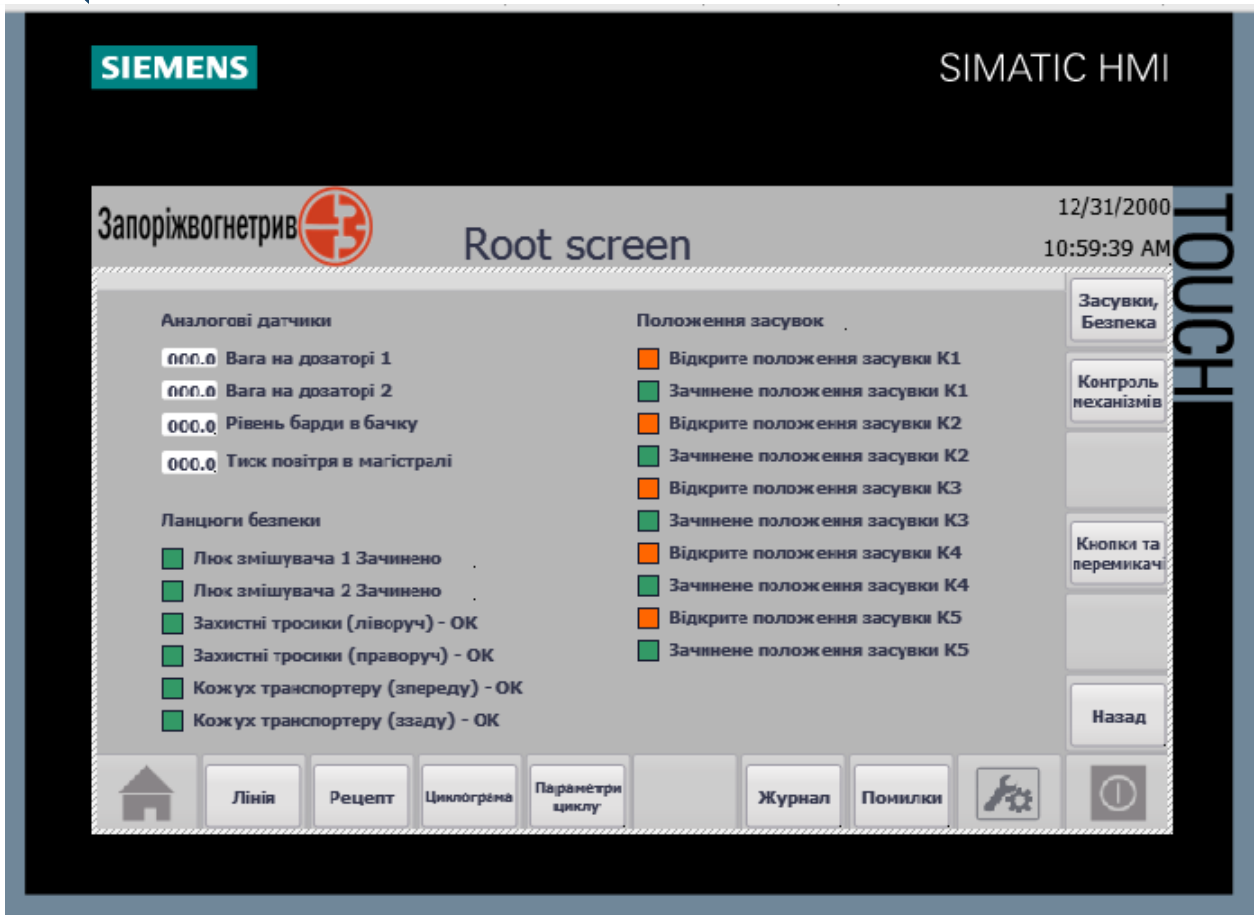 SIEMENS
SIMATIC HMI
TOUCH
Запоріжвогнетрив
Root screen
12/31/2000
10:59:39 AM
Аналогові датчики
000.0 Вага на дозаторі 1
000.0 Вага на дозаторі 2
000.0 Рівень барди в бачку
000.0 Тиск повітря в магістралі
Ланцюги безпеки
Люк змішувача 1 Зачинено
Люк змішувача 2 Зачинено
Захистні тросики (ліворуч) - ОК
Захистні тросики (праворуч) - ОК
Кожух транспортеру (зпереду) - ОК
Кожух транспортеру (ззаду) - ОК
Положення засувок
Відкрите положення засувки К1
Зачинене положення засувки К1
Відкрите положення засувки К2
Зачинене положення засувки К2
Відкрите положення засувки К3
Зачинене положення засувки К3
Відкрите положення засувки К4
Зачинене положення засувки К4
Відкрите положення засувки К5
Зачинене положення засувки К5
Засувки,
Безпека
Контроль
механізмів
Кнопки та
перемикачі
Назад
Лінія
Рецепт
Циклограма
Параметри
циклу
Журнал
Помилки